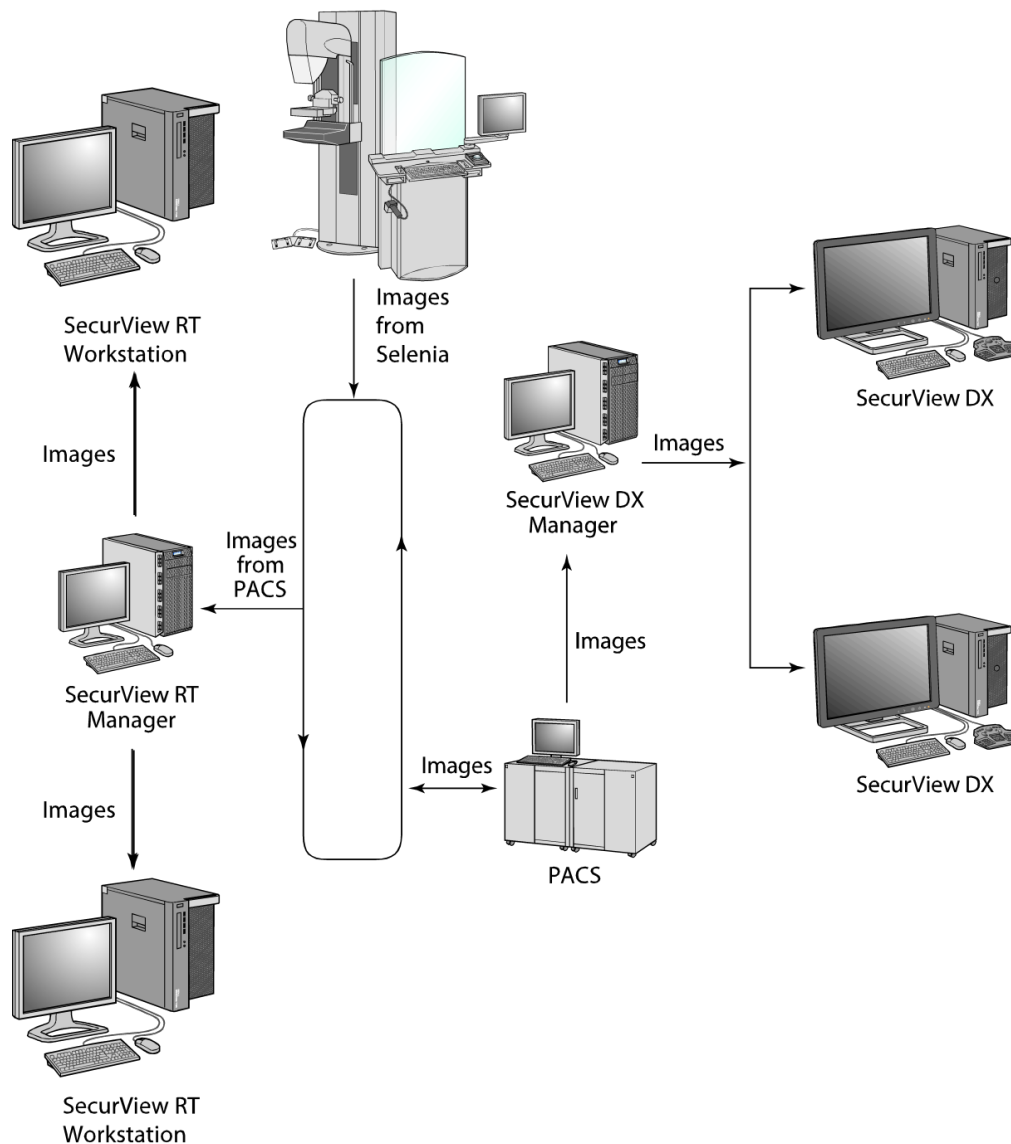 SecurView RT
Workstation
Images
from
Selenia
SecurView DX
Images
SecurView DX
Manager
Images
Images
from
PACS
SecurView RT
Manager
Images
Images
Images
PACS
SecurView DX
SecurView RT
Workstation